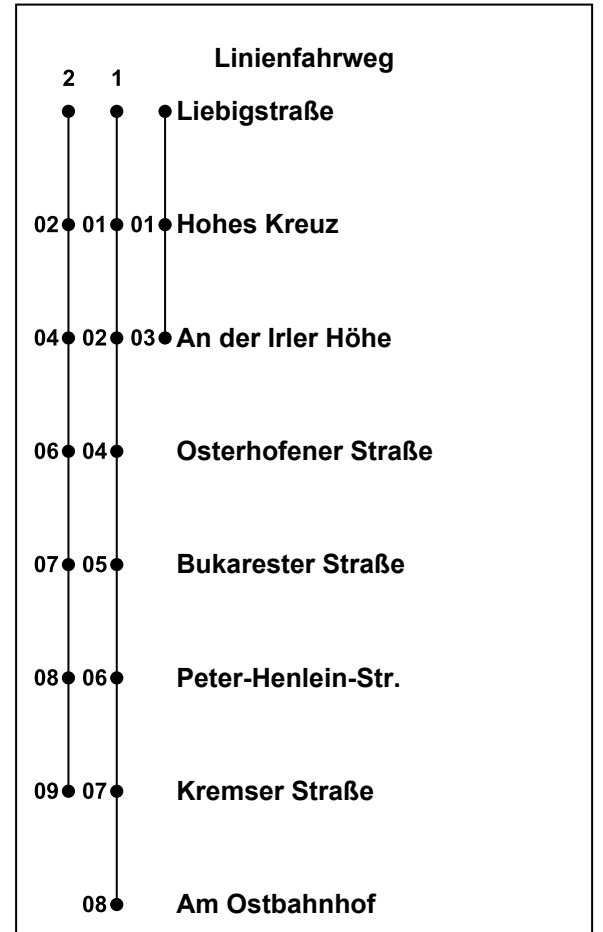 Linienfahrweg
2 1
Liebigstraße
02 01 01 Hohes Kreuz
04 02 03 An der Irler Höhe
06 04 Osterhofener Straße
07 05 Bukarester Straße
08 06 Peter-Henlein-Str.
09 07 Kremser Straße
08 Am Ostbahnhof